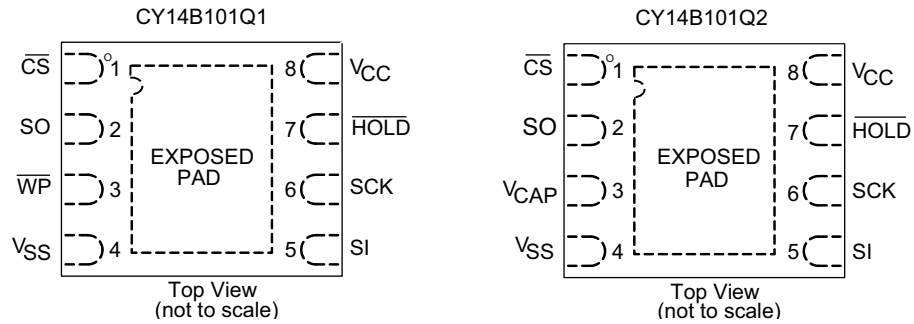 CY14B101Q1
CS 1 8 VCC
SO 2 7 HOLD
EXPOSED
PAD
WP 3 6 SCK
VSS 4 5 SI
Top View
(not to scale)
CY14B101Q2
CS 1 8 VCC
SO 2 7 HOLD
EXPOSED
PAD
VCAP 3 6 SCK
VSS 4 5 SI
Top View
(not to scale)